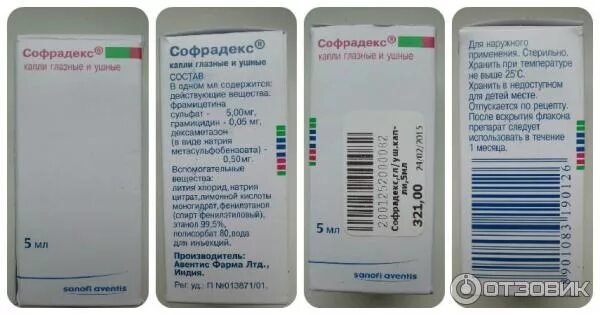 Софрадекс®
капли глазные и ушные
5 мл
sanofi aventis
Софрадекс®
капли глазные и ушные
СОСТАВ
В одном мл содержится:
действующие вещества:
фрамицетина
сульфат - 5,00мг,
грамицидин - 0,05 мг,
дексаметазон
(в виде натрия
метасульфобензоата) -
0,50мг.
Вспомогательные
вещества:
лития хлорид, натрия
цитрат, лимонной кислоты
моногидрат, фенилэтанол
(спирт фенилэтиловый),
этанол 99,5%,
полисорбат 80, вода
для инъекций.
Производитель:
Авентис Фарма Лтд.,
Индия.
Рег. уд. П №013871/01.
Софрадекс®
капли глазные и ушные
5 мл
sanofi aventis
2001252000082
Софрадекс,гл/уш.кап-
ли,5мл
321,00
24/02/2015
Для наружного
применения. Стерильно.
Хранить при температуре
не выше 25°С.
Хранить в недоступном
для детей месте.
Отпускается по рецепту.
После вскрытия флакона
препарат следует
использовать в течение
1 месяца.
8901083190126
ОТЗОВИК